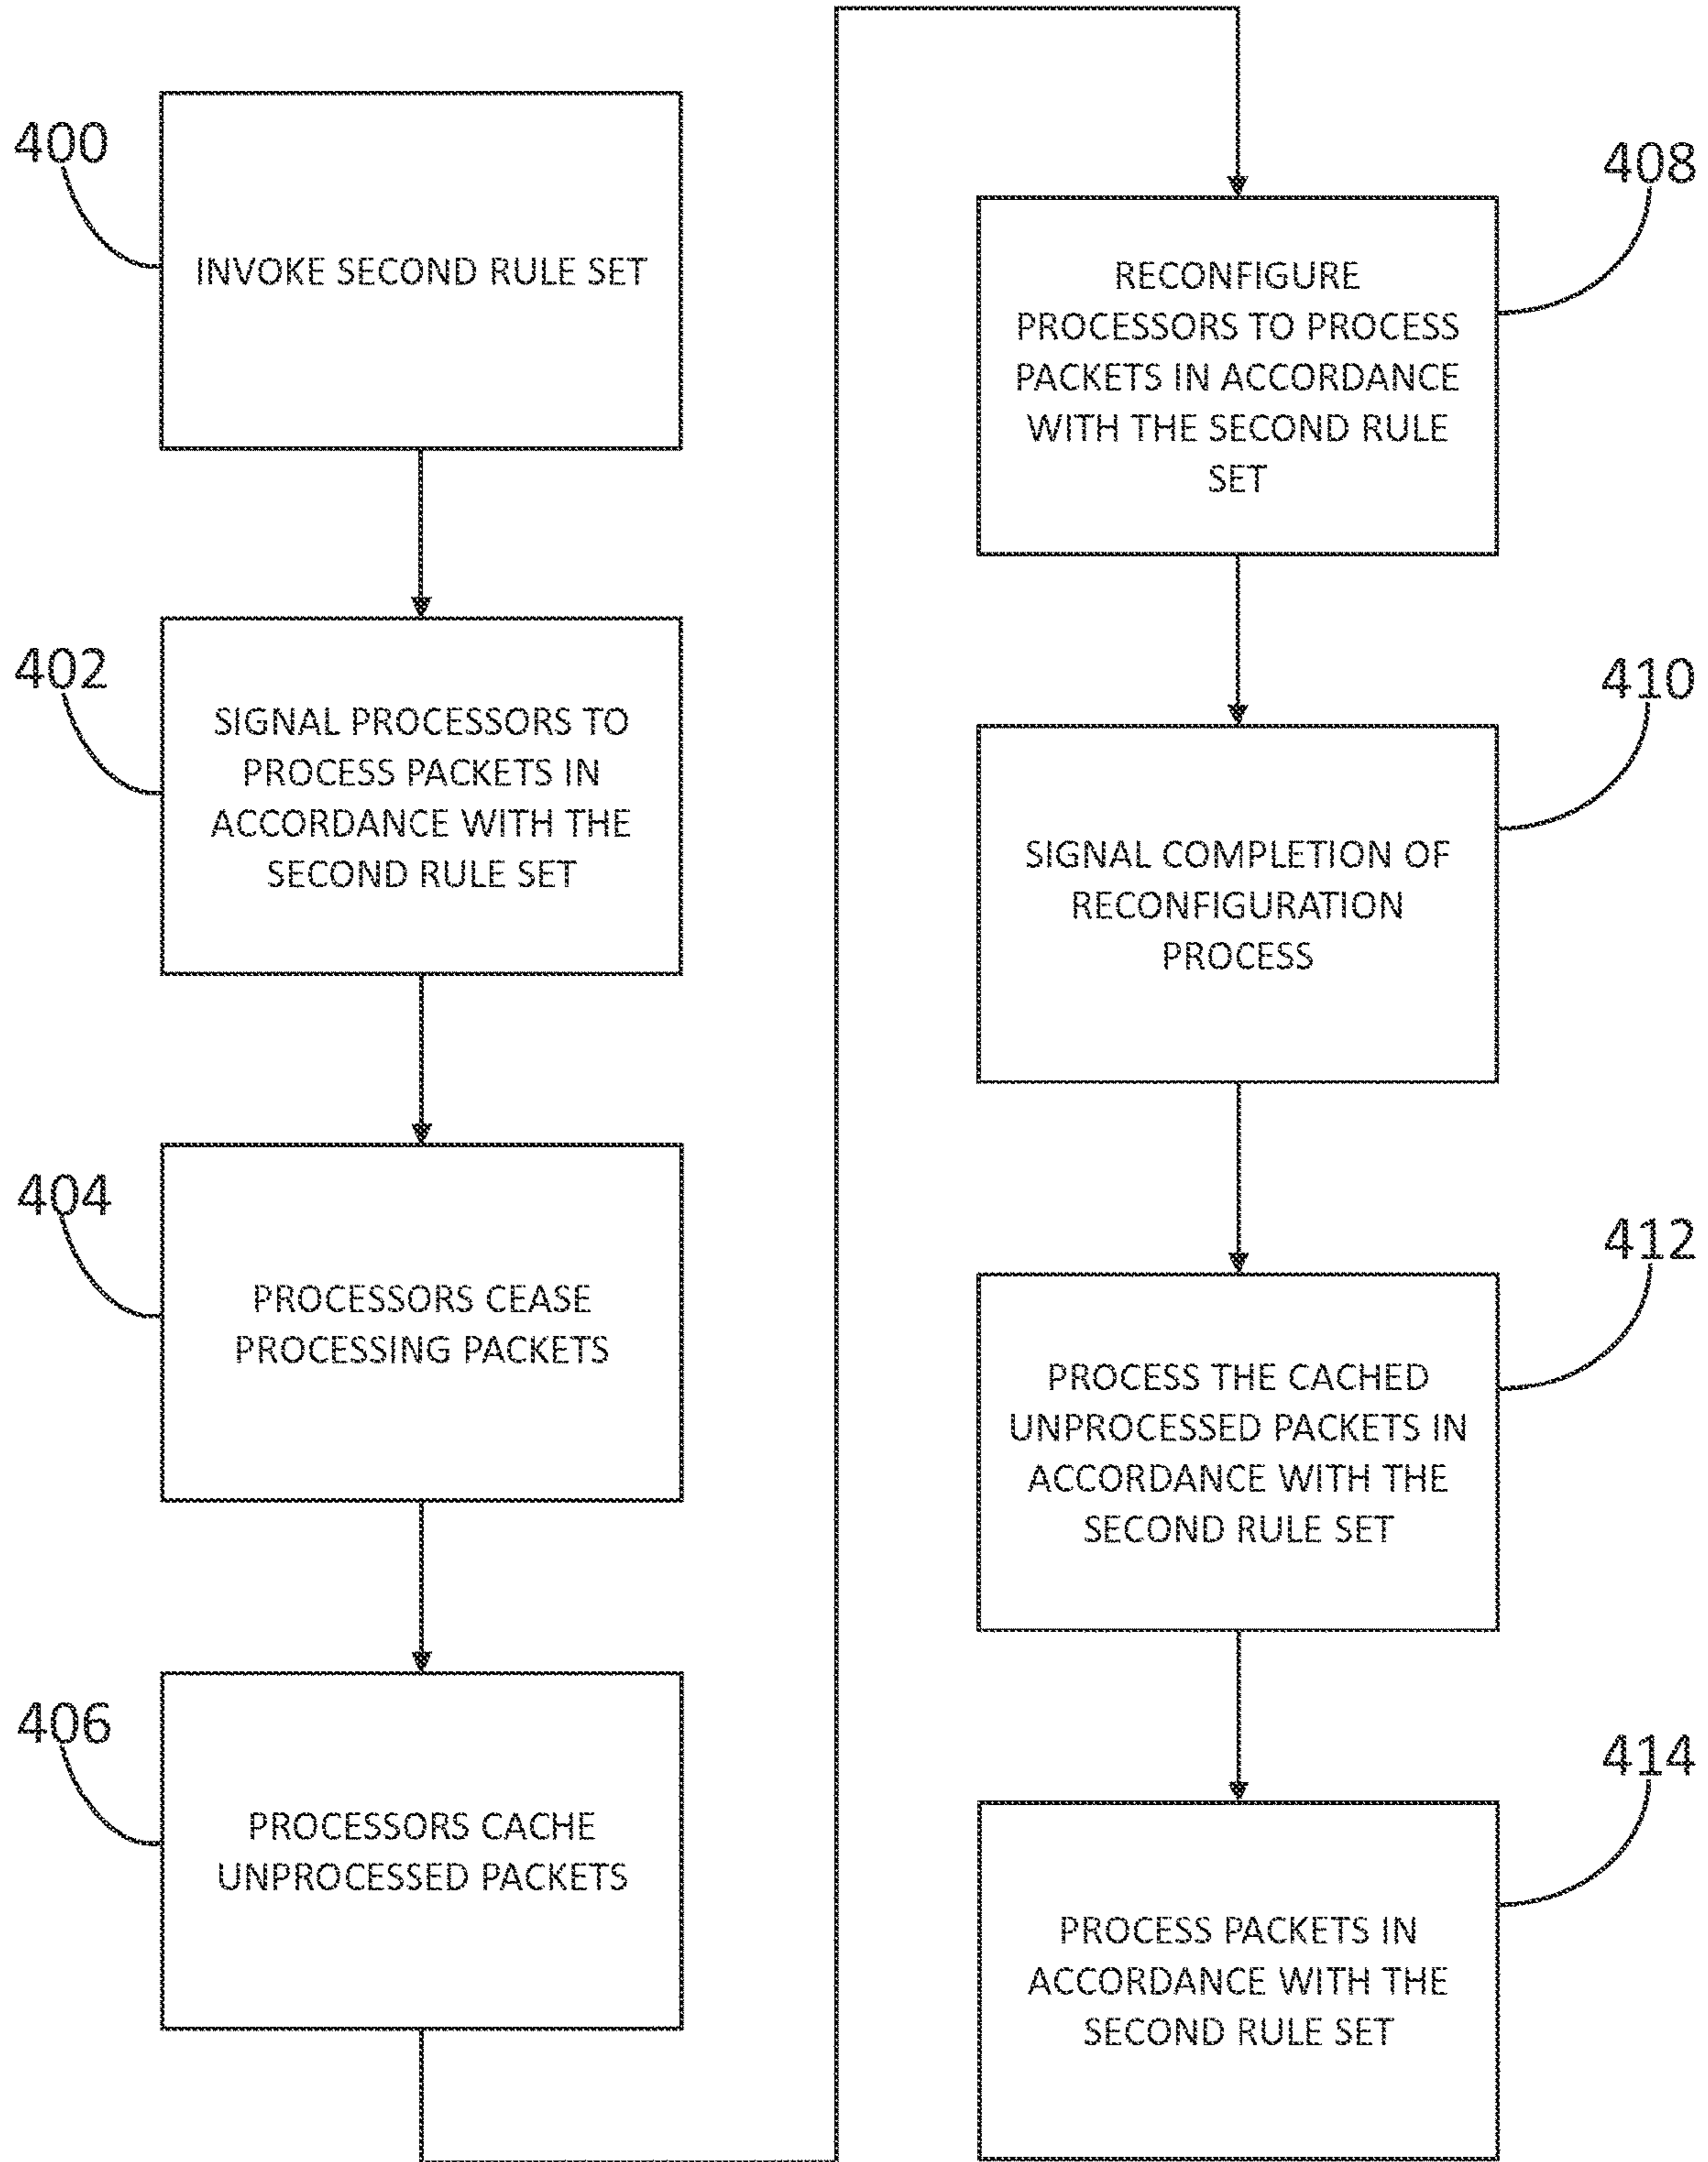 400
INVOKE SECOND RULE SET
402
SIGNAL PROCESSORS TO
PROCESS PACKETS IN
ACCORDANCE WITH THE
SECOND RULE SET
404
PROCESSORS CEASE
PROCESSING PACKETS
406
PROCESSORS CACHE
UNPROCESSED PACKETS
408
RECONFIGURE
PROCESSORS TO PROCESS
PACKETS IN ACCORDANCE
WITH THE SECOND RULE
SET
410
SIGNAL COMPLETION OF
RECONFIGURATION
PROCESS
412
PROCESS THE CACHED
UNPROCESSED PACKETS IN
ACCORDANCE WITH THE
SECOND RULE SET
414
PROCESS PACKETS IN
ACCORDANCE WITH THE
SECOND RULE SET